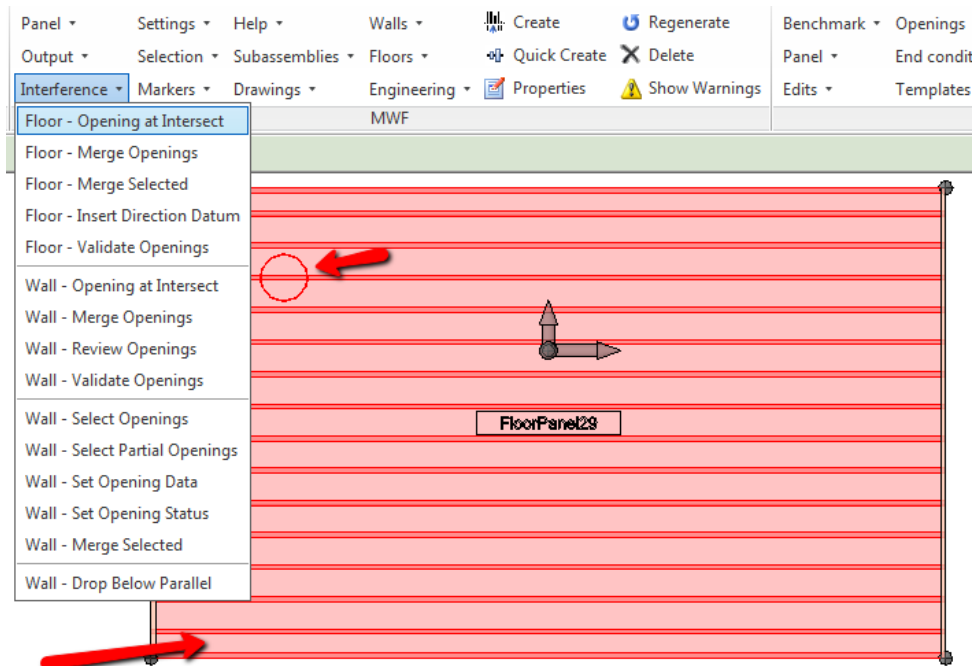 Panel Settings Help Walls Create Regenerate Benchmark Openings
Output Selection Subassemblies Floors Quick Create Delete Panel End condit
Interference Markers Drawings Engineering Properties Show Warnings Edits Templates
MWF
Floor - Opening at Intersect
Floor - Merge Openings
Floor - Merge Selected
Floor - Insert Direction Datum
Floor - Validate Openings
Wall - Opening at Intersect
Wall - Merge Openings
Wall - Review Openings
Wall - Validate Openings
Wall - Select Openings
Wall - Select Partial Openings
Wall - Set Opening Data
Wall - Set Opening Status
Wall - Merge Selected
Wall - Drop Below Parallel
FloorPanel29